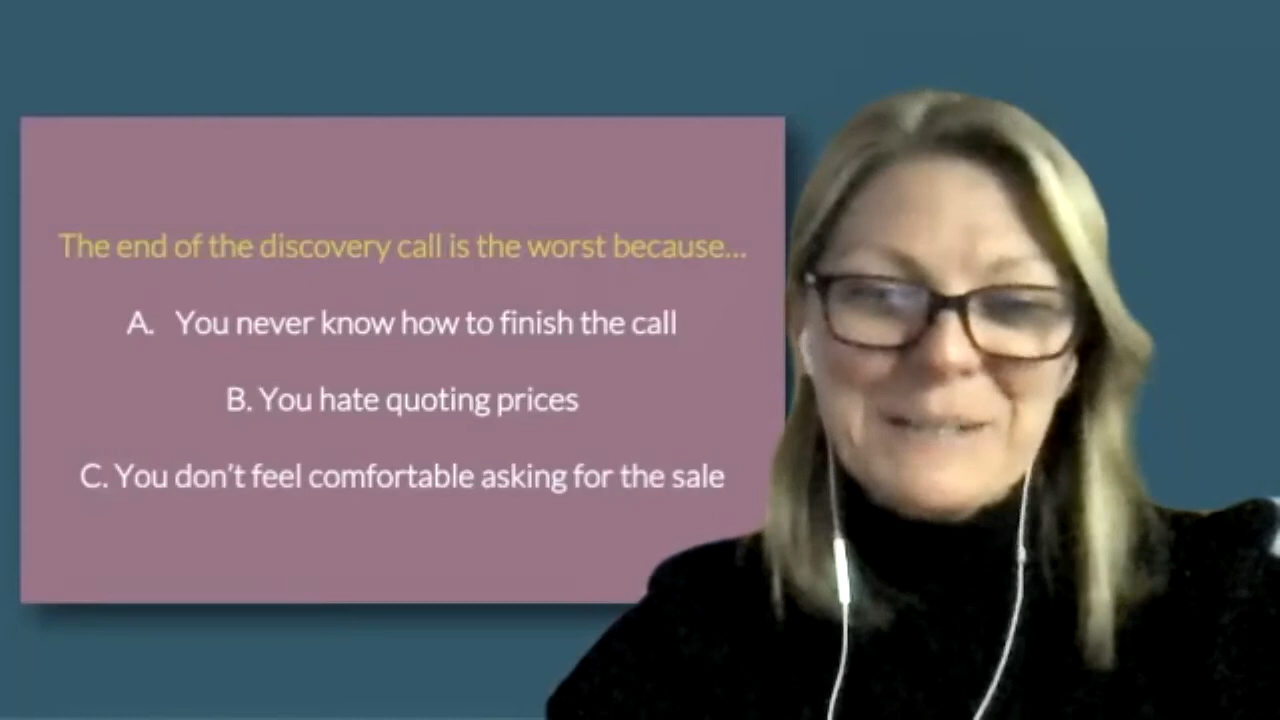 The end of the discovery call is the worst because...
A. You never know how to finish the call
B. You hate quoting prices
C. You don't feel comfortable asking for the sale